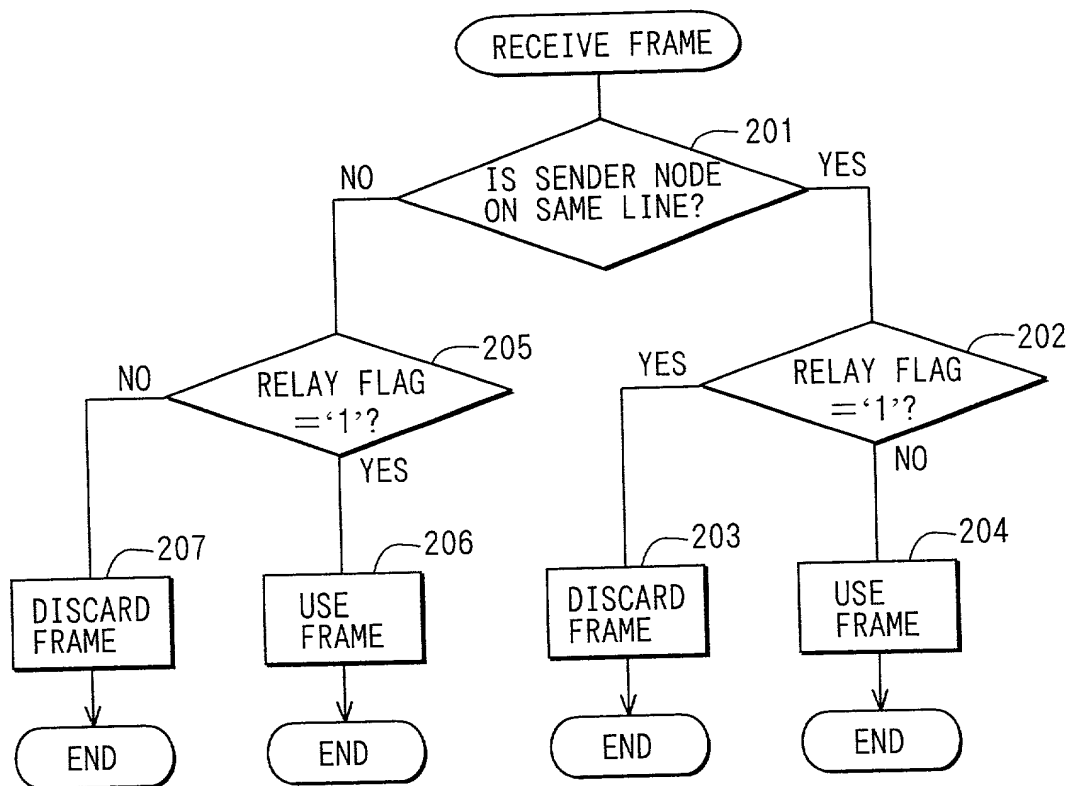 RECEIVE FRAME
201
NO
IS SENDER NODE
ON SAME LINE?
YES
205
NO
RELAY FLAG
=‘1’?
YES
202
YES
RELAY FLAG
=‘1’?
NO
207
DISCARD
FRAME
206
USE
FRAME
203
DISCARD
FRAME
204
USE
FRAME
END
END
END
END